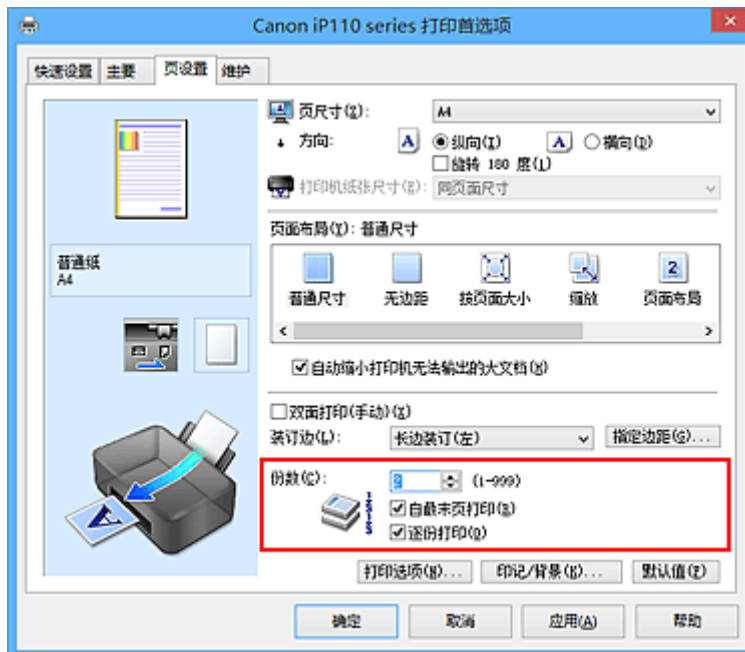 Canon iP110 series 打印首选项
快速设置 主要 页设置 维护
页尺寸(Z): A4
方向: A 纵向(I) A 横向(D)
旋转 180 度(L)
打印机纸张尺寸(E): 同页面尺寸
页面布局(Y): 普通尺寸
普通纸
A4
普通尺寸 无边距 按页面大小 缩放 页面布局
自动缩小打印机无法输出的大文档(N)
双面打印(手动)(X)
装订边(L): 长边装订(左) 指定边距(G)...
份数(C): (1-999)
自最末页打印(R)
逐份打印(O)
打印选项(N)... 印记/背景(K)... 默认值(F)
确定 取消 应用(A) 帮助